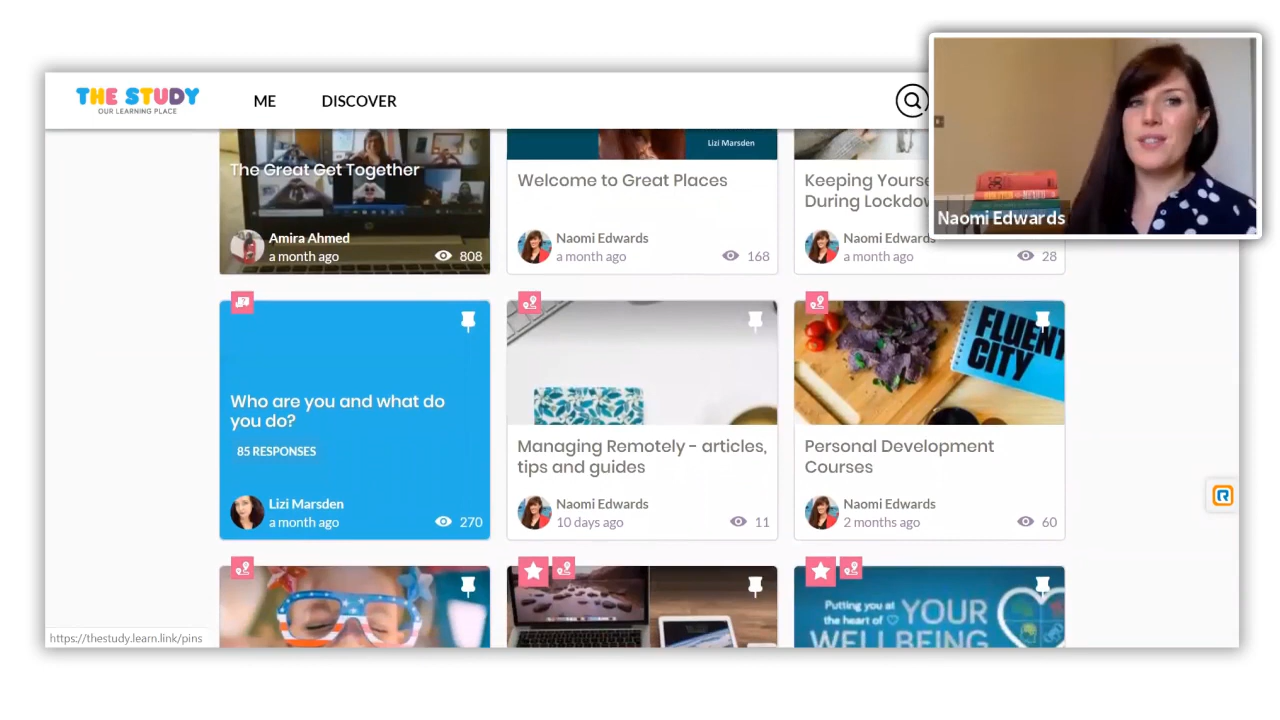 THE STUDY
OUR LEARNING PLACE
ME
DISCOVER
Naomi Edwards
The Great Get Together
Amira Ahmed
a month ago
808
Lizi Marsden
Welcome to Great Places
Naomi Edwards
a month ago
168
Keeping Yourse
During Lockdow
Naomi Edwards
a month ago
28
Who are you and what do
you do?
85 RESPONSES
Lizi Marsden
a month ago
270
Managing Remotely - articles,
tips and guides
Naomi Edwards
10 days ago
11
FLUENT
CITY
Personal Development
Courses
Naomi Edwards
2 months ago
60
Putting you at
the heart of
YOUR
WELLBEING
https://thestudy.learn.link/pins